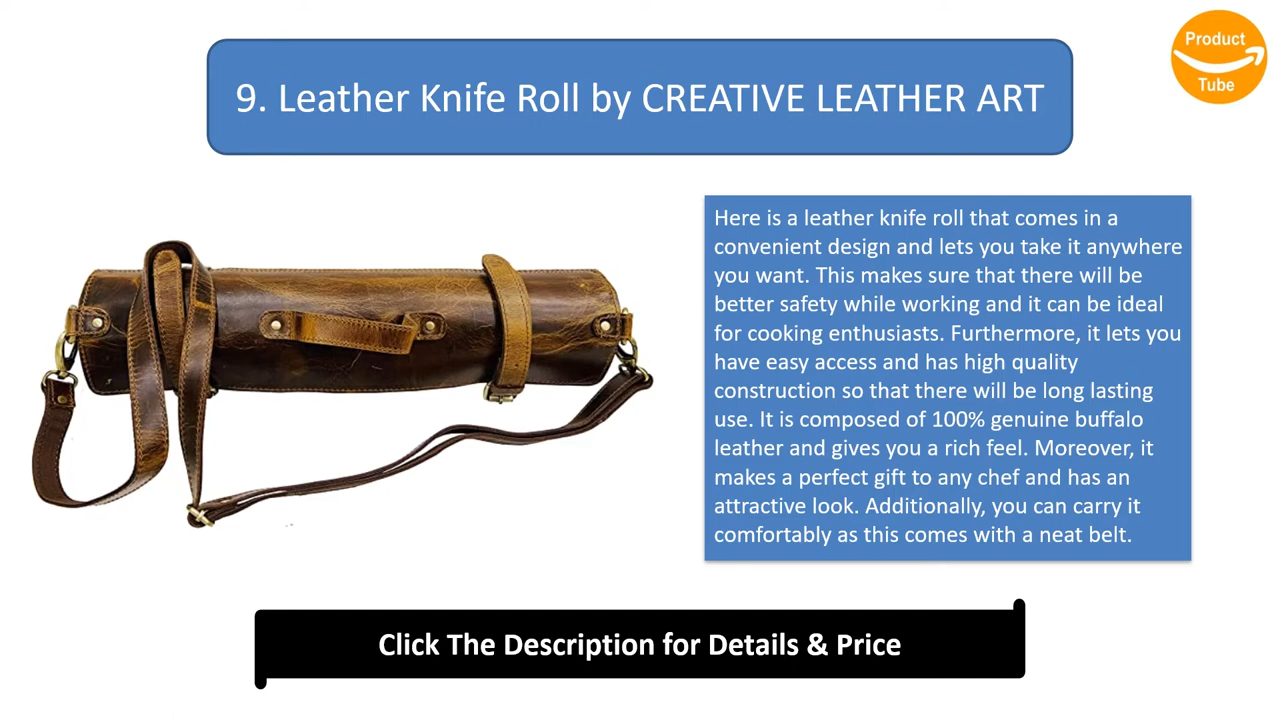 Product
Tube
9. Leather Knife Roll by CREATIVE LEATHER ART
Here is a leather knife roll that comes in a
convenient design and lets you take it anywhere
you want. This makes sure that there will be
better safety while working and it can be ideal
for cooking enthusiasts. Furthermore, it lets you
have easy access and has high quality
construction so that there will be long lasting
use. It is composed of 100% genuine buffalo
leather and gives you a rich feel. Moreover, it
makes a perfect gift to any chef and has an
attractive look. Additionally, you can carry it
comfortably as this comes with a neat belt.
Click The Description for Details & Price